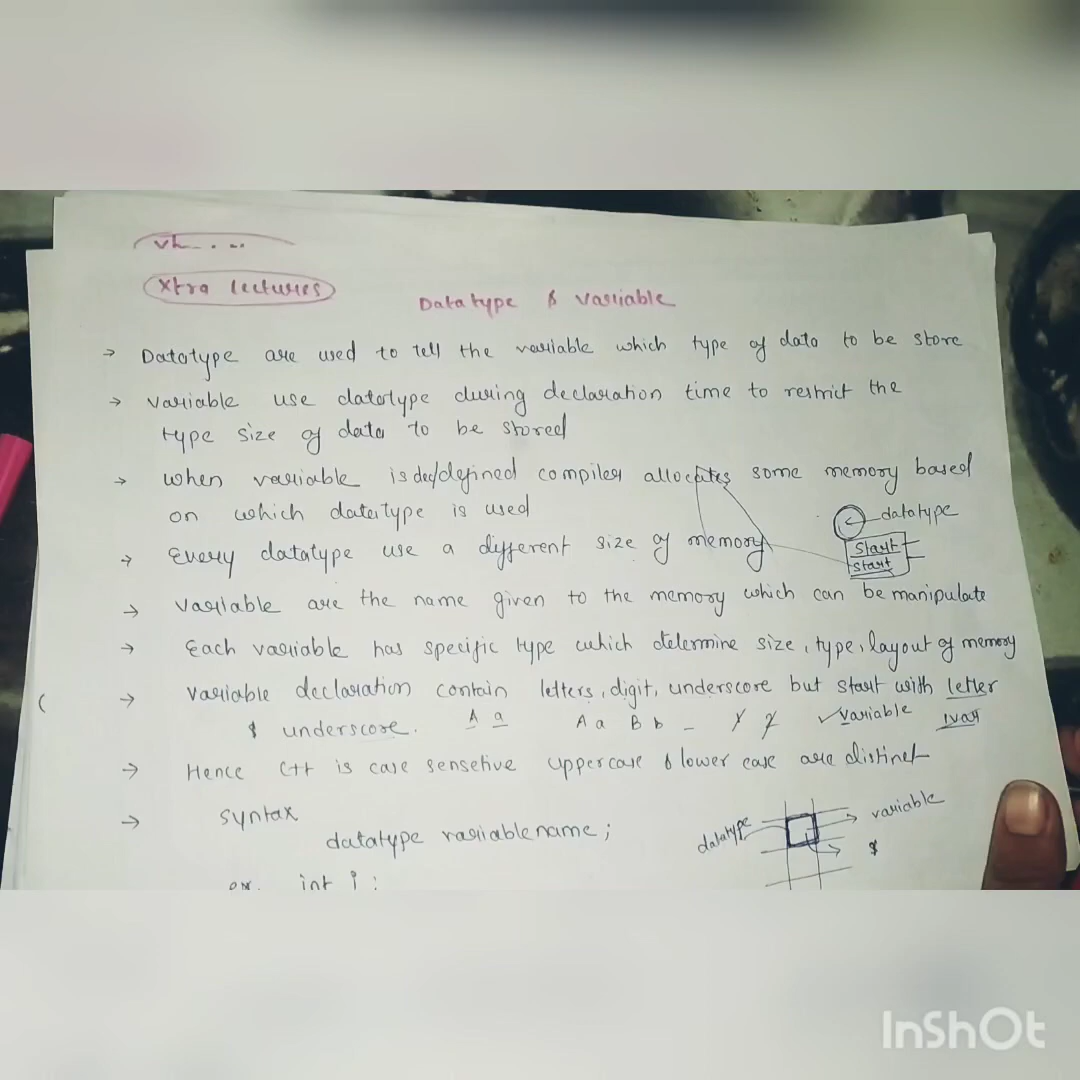 vh....
Xtra lectures
Datatype & variable
→ Datatype are used to tell the variable which type of data to be store
→ variable use datatype during declaration time to restrict the
type size of data to be stored
→ when variable is dec/defined compiler allocates some memory based
on which datatype is used
datatype
→ Every datatype use a different size of memory
start
start
→ variable are the name given to the memory which can be manipulate
→ Each variable has specific type which determine size, type, layout of memory
→ variable declaration contain letters, digit, underscore but start with letter
& underscore. A a A a B b _ variable 1var
→ Hence C++ is case sensetive uppercase & lower case are distinct
→ syntax
datatype variablename;
datatype variable
ex. int i;
InShOt